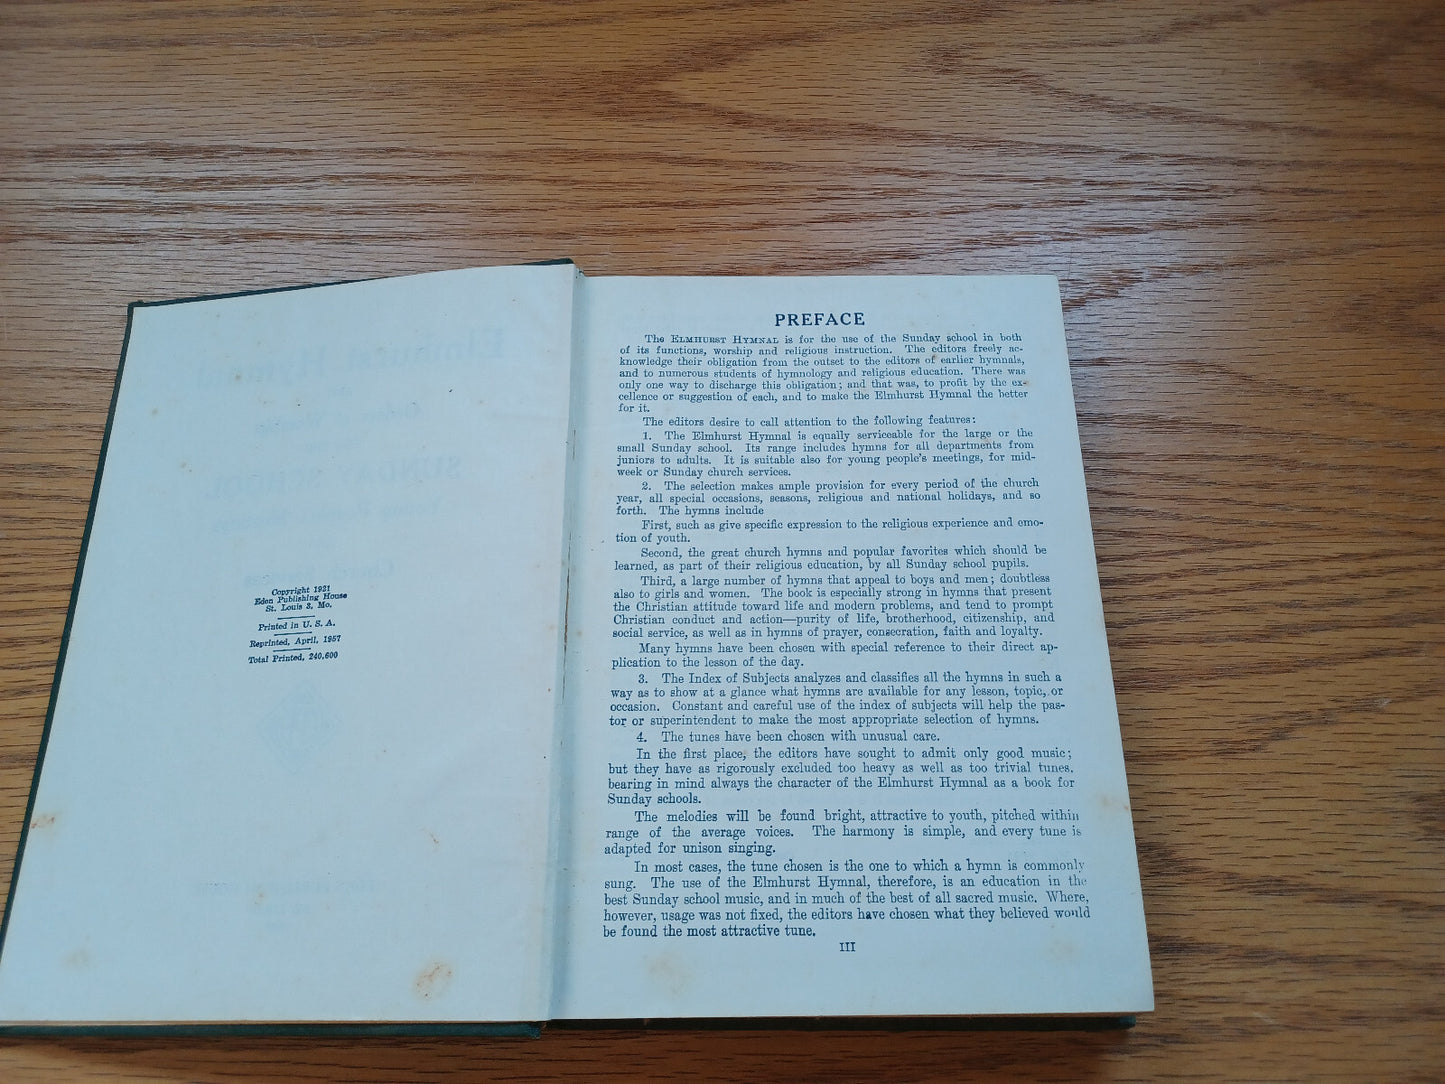 Copyright 1921
Eden Publishing House
St. Louis 3, Mo.
Printed in U. S. A.
Reprinted, April, 1957
Total Printed, 240,600
PREFACE
The ELMHURST HYMNAL is for the use of the Sunday school in both
of its functions, worship and religious instruction. The editors freely ac-
knowledge their obligation from the outset to the editors of earlier hymnals,
and to numerous students of hymnology and religious education. There was
only one way to discharge this obligation; and that was, to profit by the ex-
cellence or suggestion of each, and to make the Elmhurst Hymnal the better
for it.
The editors desire to call attention to the following features:
1. The Elmhurst Hymnal is equally serviceable for the large or the
small Sunday school. Its range includes hymns for all departments from
juniors to adults. It is suitable also for young people's meetings, for mid-
week or Sunday church services.
2. The selection makes ample provision for every period of the church
year, all special occasions, seasons, religious and national holidays, and so
forth. The hymns include
First, such as give specific expression to the religious experience and emo-
tion of youth.
Second, the great church hymns and popular favorites which should be
learned, as part of their religious education, by all Sunday school pupils.
Third, a large number of hymns that appeal to boys and men; doubtless
also to girls and women. The book is especially strong in hymns that present
the Christian attitude toward life and modern problems, and tend to prompt
Christian conduct and action—purity of life, brotherhood, citizenship, and
social service, as well as in hymns of prayer, consecration, faith and loyalty.
Many hymns have been chosen with special reference to their direct ap-
plication to the lesson of the day.
3. The Index of Subjects analyzes and classifies all the hymns in such a
way as to show at a glance what hymns are available for any lesson, topic, or
occasion. Constant and careful use of the index of subjects will help the pas-
tor or superintendent to make the most appropriate selection of hymns.
4. The tunes have been chosen with unusual care.
In the first place, the editors have sought to admit only good music;
but they have as rigorously excluded too heavy as well as too trivial tunes,
bearing in mind always the character of the Elmhurst Hymnal as a book for
Sunday schools.
The melodies will be found bright, attractive to youth, pitched within
range of the average voices. The harmony is simple, and every tune is
adapted for unison singing.
In most cases, the tune chosen is the one to which a hymn is commonly
sung. The use of the Elmhurst Hymnal, therefore, is an education in the
best Sunday school music, and in much of the best of all sacred music. Where,
however, usage was not fixed, the editors have chosen what they believed would
be found the most attractive tune.
III